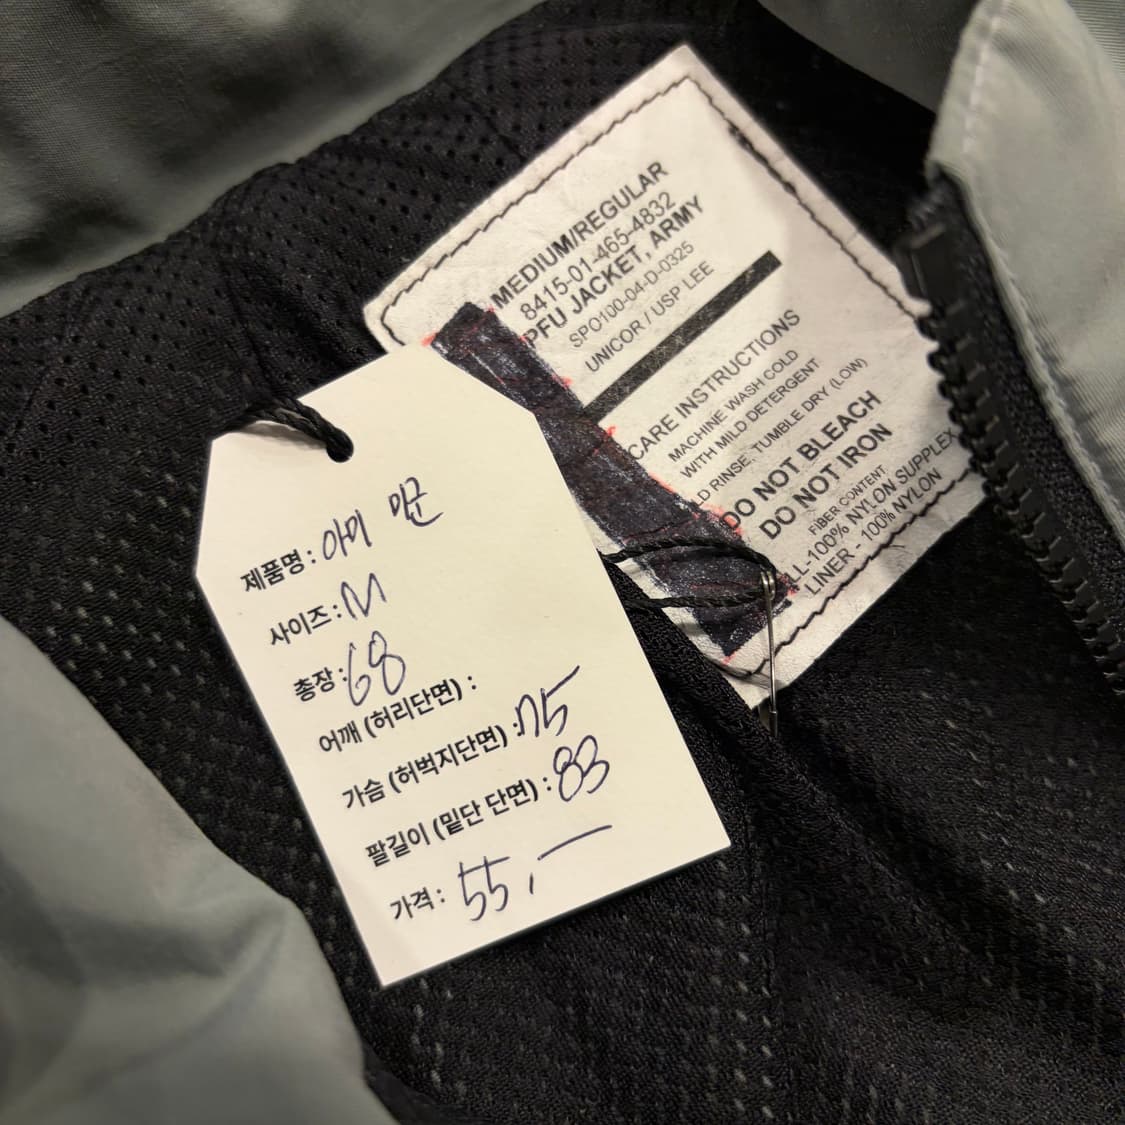 MEDIUM/REGULAR
8415-01-465-4832
PFU JACKET, ARMY
SPO100-04-D-0325
UNICOR / USP LEE
CARE INSTRUCTIONS
MACHINE WASH COLD
WITH MILD DETERGENT
RINSE, TUMBLE DRY (LOW)
DO NOT BLEACH
DO NOT IRON
FIBER CONTENT
100% NYLON SUPPLEX
LINER - 100% NYLON
제품명 : 아미 미군
사이즈 : M
총장 : 68
어깨 (허리단면) :
가슴 (허벅지단면) : 75
팔길이 (밑단 단면) : 83
가격 : 55,—